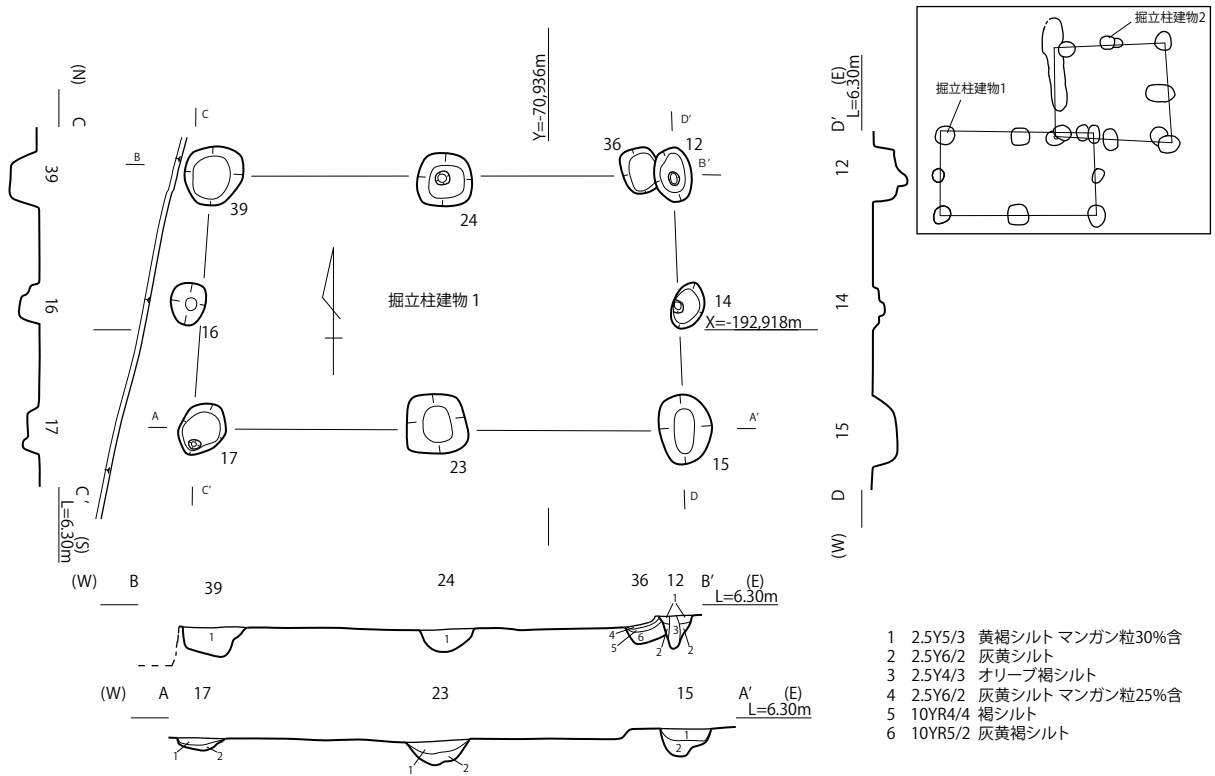 掘立柱建物2
掘立柱建物1
(N)
C
39
16
17
C'
(S)
L=6.30m
C
B
39
16
A
17
C'
24
Y=-70,936m
掘立柱建物 1
23
D'
36
12
B'
14
X=-192,918m
A'
15
D
D'
(E)
L=6.30m
12
14
15
D
(W)
(W) B 39 24 36 12 B' (E)
L=6.30m
1
1
1
4
5
6
3
2
2
(W) A 17 23 15 A' (E)
L=6.30m
1
2
1
2
1
2
1 2.5Y5/3 黄褐シルト マンガン粒30%含
2 2.5Y6/2 灰黄シルト
3 2.5Y4/3 オリーブ褐シルト
4 2.5Y6/2 灰黄シルト マンガン粒25%含
5 10YR4/4 褐シルト
6 10YR5/2 灰黄褐シルト